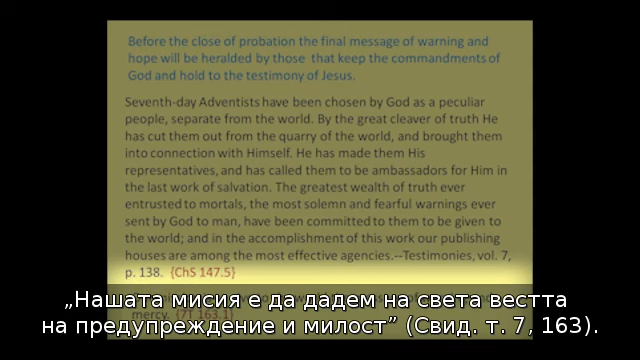 Before the close of probation the final message of warning and
hope will be heralded by those that keep the commandments of
God and hold to the testimony of Jesus.
Seventh-day Adventists have been chosen by God as a peculiar
people, separate from the world. By the great cleaver of truth He
has cut them out from the quarry of the world, and brought them
into connection with Himself. He has made them His
representatives, and has called them to be ambassadors for Him in
the last work of salvation. The greatest wealth of truth ever
entrusted to mortals, the most solemn and fearful warnings ever
sent by God to man, have been committed to them to be given to
the world; and in the accomplishment of this work our publishing
houses are among the most effective agencies.--Testimonies, vol. 7,
p. 138. {ChS 147.5}
mercy. {7T 163.1}
„Нашата мисия е да дадем на света вестта
на предупреждение и милост” (Свид. т. 7, 163).